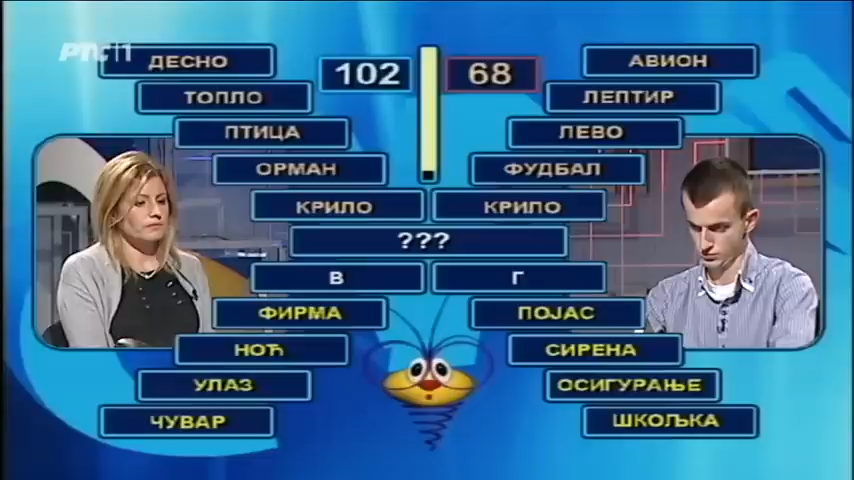 РТС 1
ДЕСНО
АВИОН
102
68
ТОПЛО
ЛЕПТИР
ПТИЦА
ЛЕВО
ОРМАН
ФУДБАЛ
КРИЛО
КРИЛО
???
В
Г
ФИРМА
ПОЈАС
НОЋ
СИРЕНА
УЛАЗ
ОСИГУРАЊЕ
ЧУВАР
ШКОЉКА